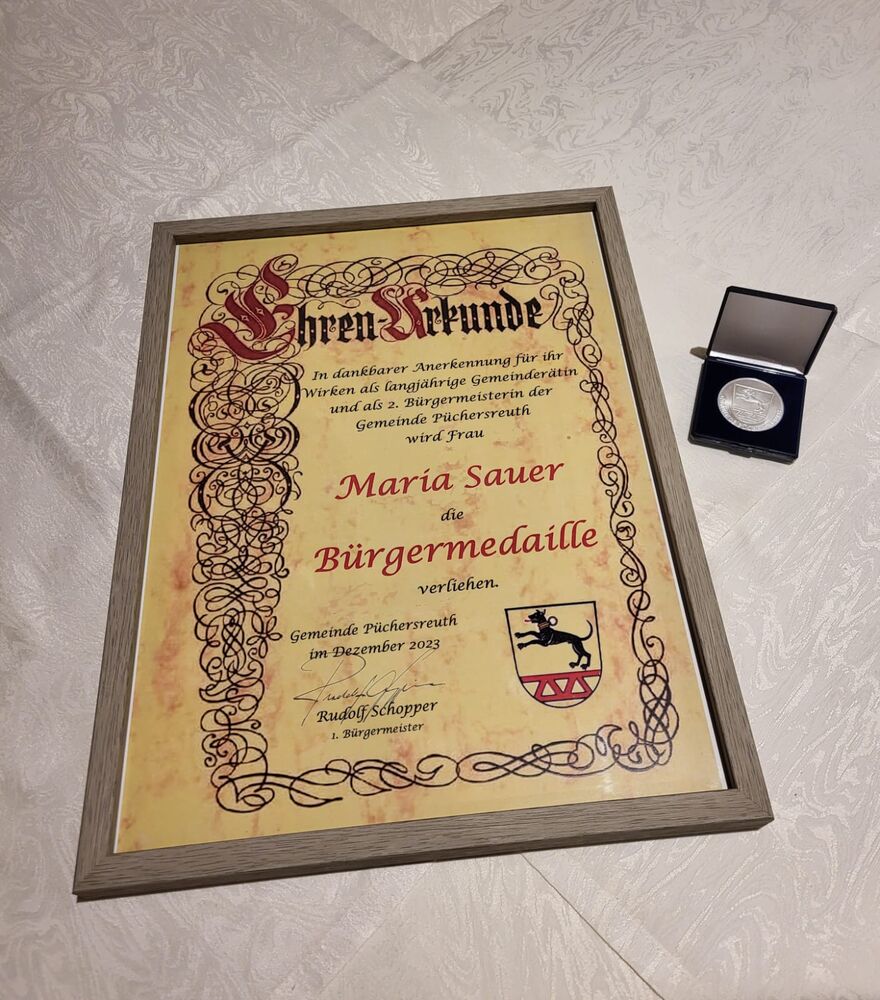 Ehren-Urkunde
In dankbarer Anerkennung für ihr
Wirken als langjährige Gemeinderätin
und als 2. Bürgermeisterin der
Gemeinde Püchersreuth
wird Frau
Maria Sauer
die
Bürgermedaille
verliehen.
Gemeinde Püchersreuth
im Dezember 2023
Rudolf Schopper
1. Bürgermeister